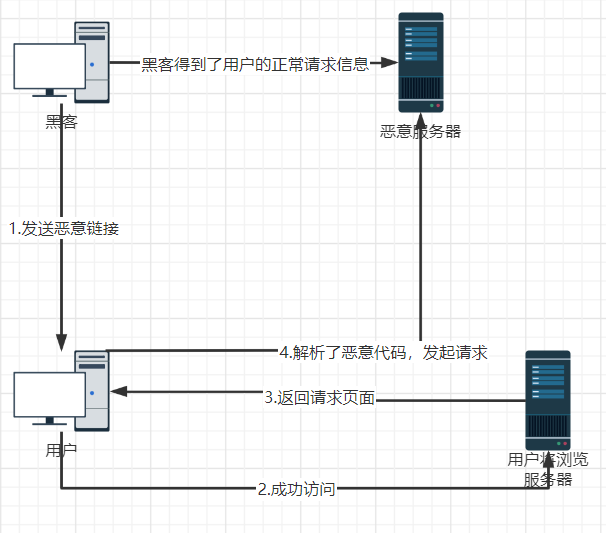 黑客得到了用户的正常请求信息
黑客
恶意服务器
1.发送恶意链接
4.解析了恶意代码，发起请求
3.返回请求页面
用户
用户将浏览
服务器
2.成功访问